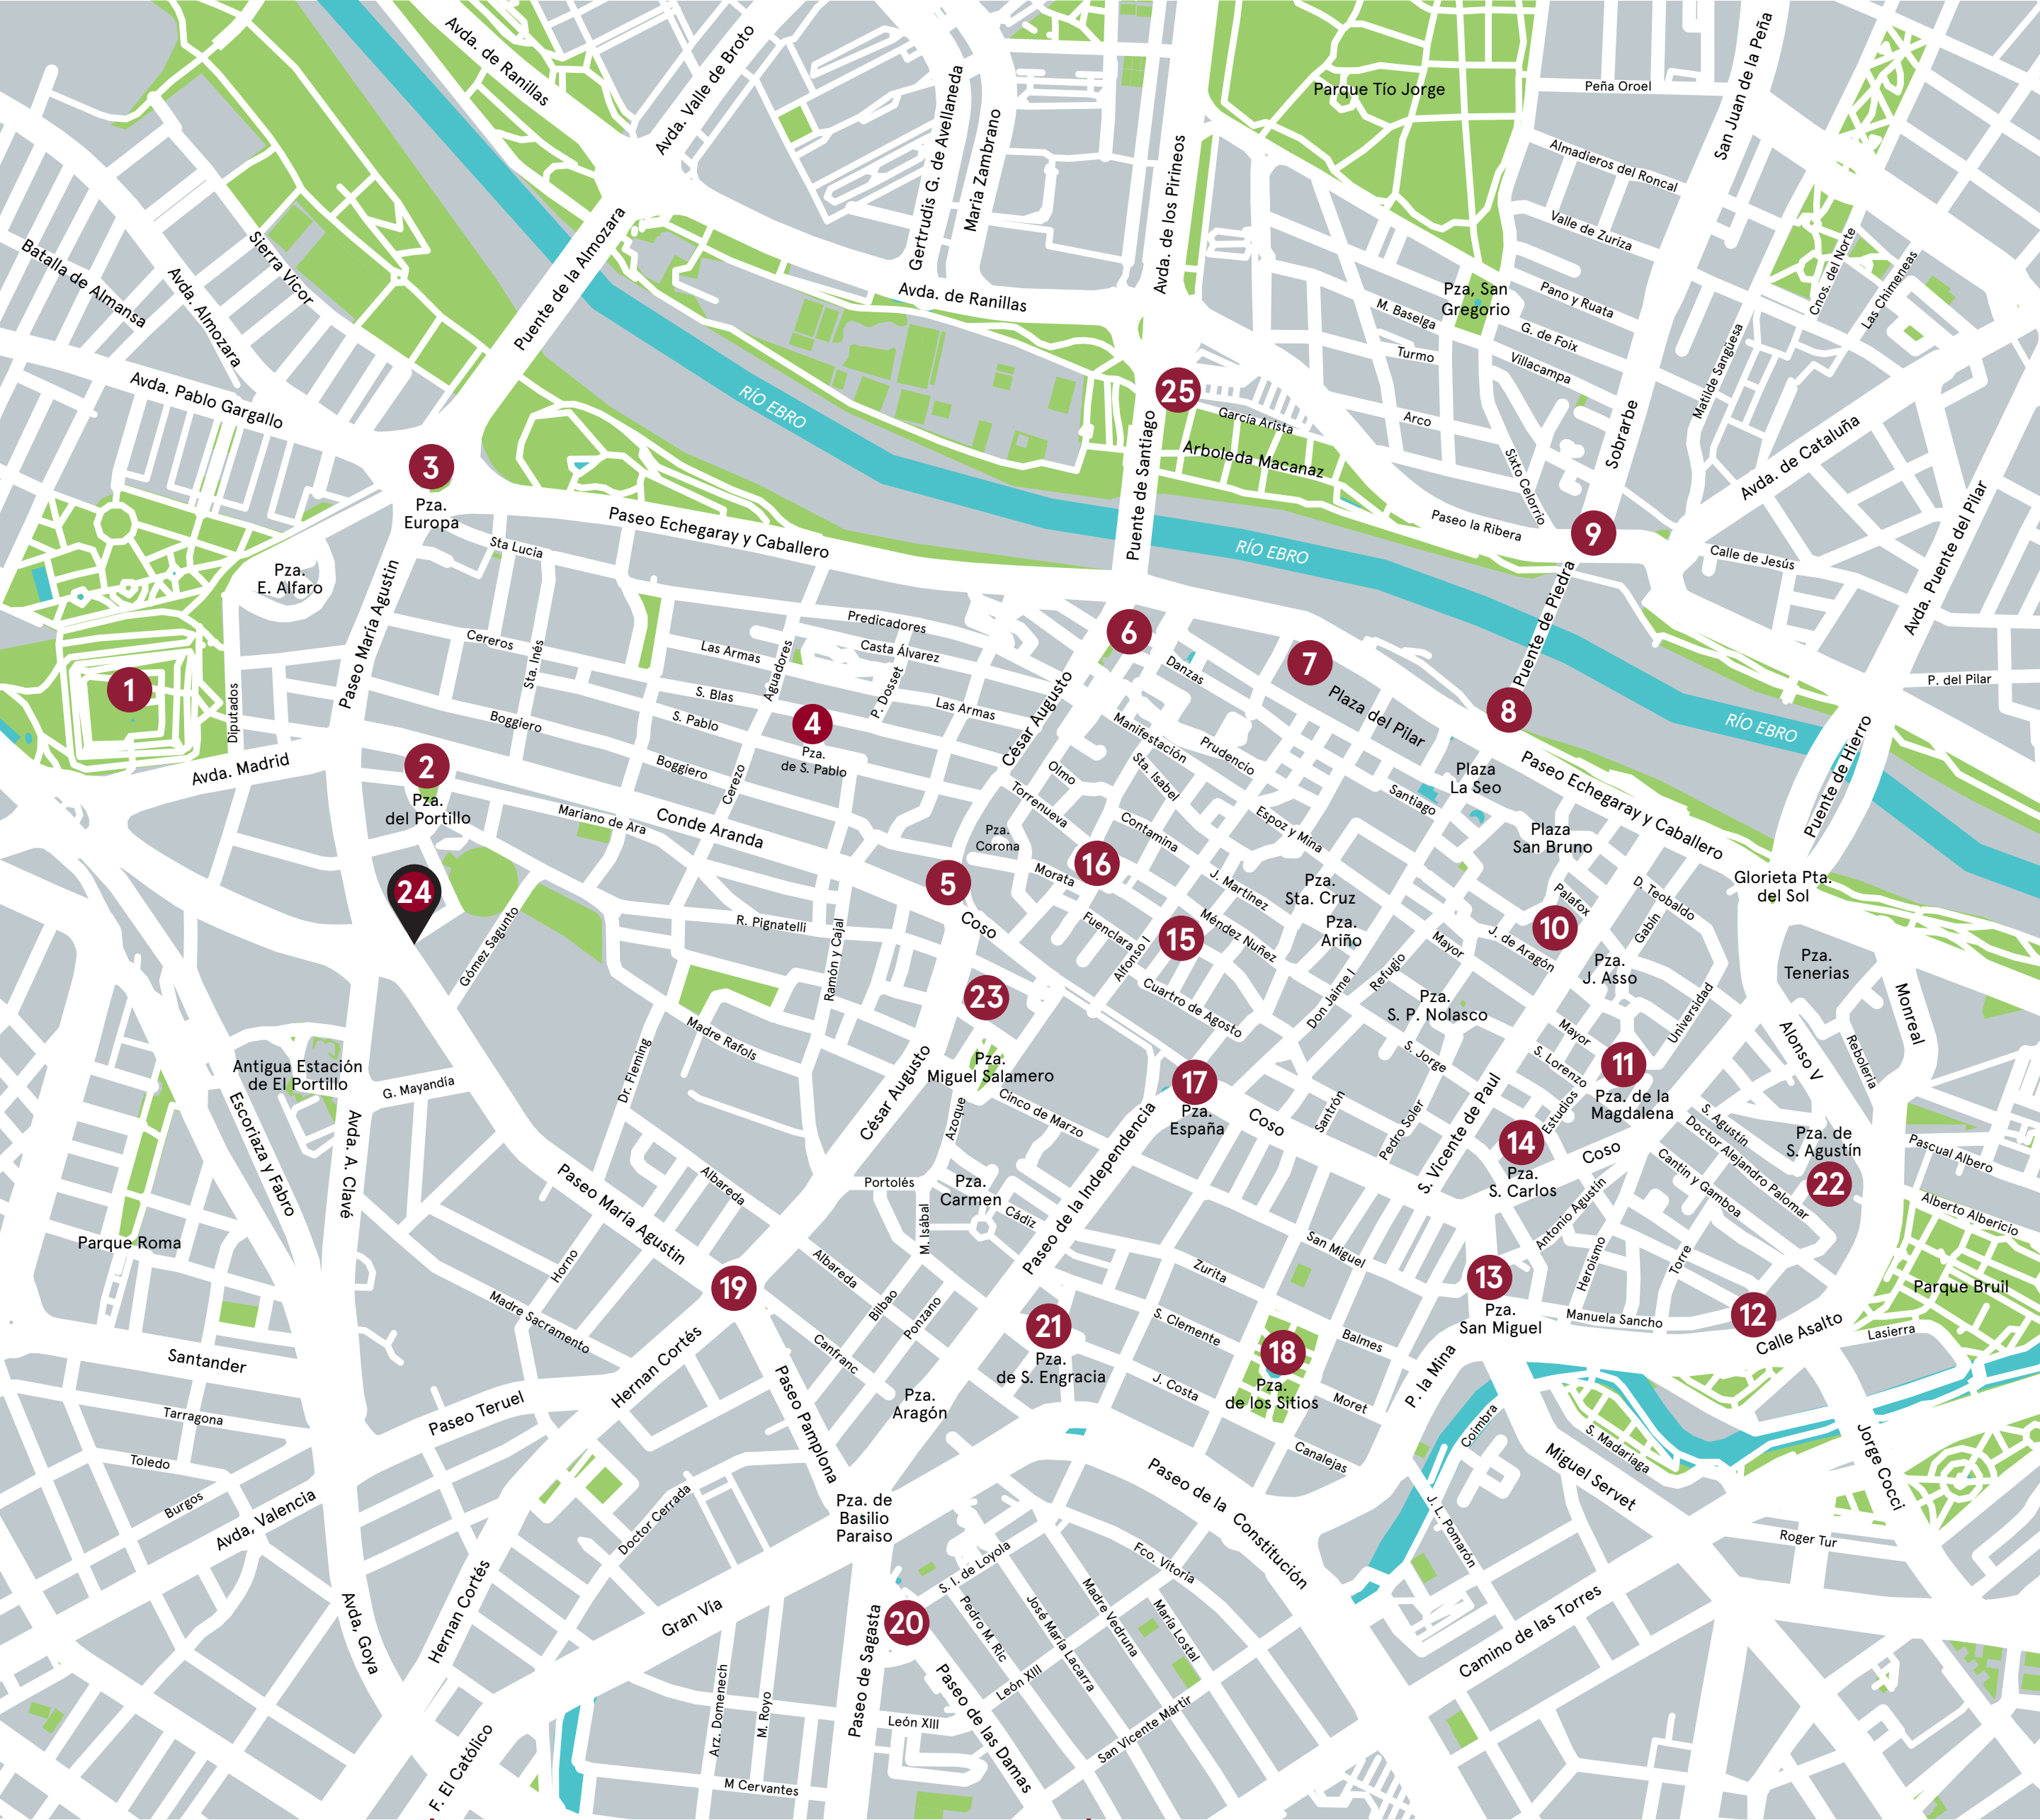 Avda. de Ranillas
Avda. Valle de Broto
Gertrudis G. de Avellaneda
Maria Zambrano
Avda. de los Pirineos
Parque Tío Jorge
Peña Oroel
San Juan de la Peña
Almadieros del Roncal
Valle de Zuriza
Cnos. del Norte
Las Chimeneas
Batalla de Almansa
Avda. Almozara
Sierra Vicor
Puente de la Almozara
Avda. de Ranillas
Pza, San
Gregorio
Pano y Ruata
M. Baselga
G. de Foix
Turmo
Villacampa
Matilde Sangüesa
Avda. Pablo Gargallo
RÍO EBRO
25
García Arista
Arco
Sobrarbe
Avda. de Cataluña
Arboleda Macanaz
Puente de Santiago
Sixto Celorrio
3
Pza.
Europa
Paseo Echegaray y Caballero
Paseo la Ribera
9
Avda. Puente del Pilar
Sta Lucia
RÍO EBRO
Calle de Jesús
Pza.
E. Alfaro
Paseo María Agustin
Puente de Piedra
Predicadores
6
Cereros
Sta. Inés
Las Armas
Casta Álvarez
Aguadores
P. Dosset
Danzas
7
1
Diputados
S. Blas
Las Armas
César Augusto
Plaza del Pilar
8
P. del Pilar
Boggiero
S. Pablo
4
Pza.
de S. Pablo
Manifestación
Prudencio
RÍO EBRO
Puente de Hierro
Avda. Madrid
2
Pza.
del Portillo
Boggiero
Cerezo
Olmo
Sta. Isabel
Plaza
La Seo
Paseo Echegaray y Caballero
Torrenueva
Santiago
Mariano de Ara
Conde Aranda
Pza.
Corona
Contamina
Espoz y Mina
Plaza
San Bruno
16
Morata
24
5
J. Martinez
Pza.
Sta. Cruz
Glorieta Pta.
del Sol
D. Teobaldo
Palafox
Gómez Sagunto
R. Pignatelli
Ramón y Cajal
Coso
Fuenclara
Alfonso I
15
Méndez Nuñez
Pza.
Ariño
Mayor
10
J. de Aragón
Gabín
Pza.
J. Asso
Pza.
Tenerias
23
Cuatro de Agosto
Don Jaime I
Refugio
Pza.
S. P. Nolasco
Universidad
Monreal
Madre Rafols
Mayor
Alonso V
Rebolería
Antigua Estación
de El Portillo
G. Mayandía
Dr. Fleming
César Augusto
Pza.
Miguel Salamero
S. Jorge
S. Lorenzo
11
Pza. de la
Magdalena
Azoque
Cinco de Marzo
17
Pza.
España
Coso
Santrón
Pedro Soler
S. Vicente de Paul
Estudios
S. Agustín
Doctor Alejandro Palomar
Pza. de
S. Agustín
22
Pascual Albero
14
Pza.
S. Carlos
Coso
Cantín y Gamboa
Escoriaza y Fabro
Avda. A. Clavé
Paseo María Agustin
Albareda
Portolés
Pza.
Carmen
M. Isábal
Cádiz
Paseo de la Independencia
Antonio Agustín
Alberto Albericio
Parque Roma
Horno
Albareda
San Miguel
Zurita
Heroismo
Torre
13
Pza.
San Miguel
Parque Bruil
19
Madre Sacramento
Bilbao
Ponzano
21
Pza.
de S. Engracia
S. Clemente
Balmes
Manuela Sancho
12
Calle Asalto
Lasierra
Santander
Hernan Cortés
Canfranc
18
Pza.
de los Sitios
P. la Mina
Tarragona
Paseo Teruel
Paseo Pamplona
Pza.
Aragón
J. Costa
Moret
Coimbra
S. Madariaga
Jorge Cocci
Toledo
Canalejas
Miguel Servet
Burgos
Avda, Valencia
Doctor Cerrada
Pza. de
Basilio
Paraiso
Paseo de la Constitución
J. L. Pomarón
Roger Tur
S. I. de Loyola
Fco. Vitoria
Avda, Goya
Hernan Cortés
Gran Vía
20
Pedro M. Ric
José María Lacarra
Madre Vedruna
María Lostal
Camino de las Torres
Paseo de Sagasta
León XIII
Arz. Domenech
M. Royo
León XIII
Paseo de las Damas
San Vicente Mártir
F. El Católico
M Cervantes